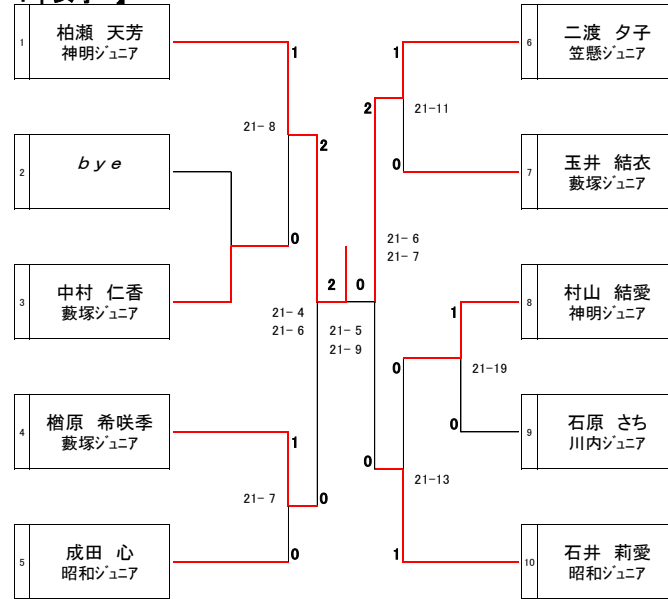 1
柏瀬 天芳
神明ジュニア
2
bye
3
中村 仁香
藪塚ジュニア
4
楢原 希咲季
藪塚ジュニア
5
成田 心
昭和ジュニア
1
21- 8
2
0
21- 4
21- 6
1
21- 7
0
0
2
0
21- 5
21- 9
1
2
21-11
0
21- 6
21- 7
1
0
21-19
0
0
21-13
1
6
二渡 夕子
笠懸ジュニア
7
玉井 結衣
藪塚ジュニア
8
村山 結愛
神明ジュニア
9
石原 さち
川内ジュニア
10
石井 莉愛
昭和ジュニア